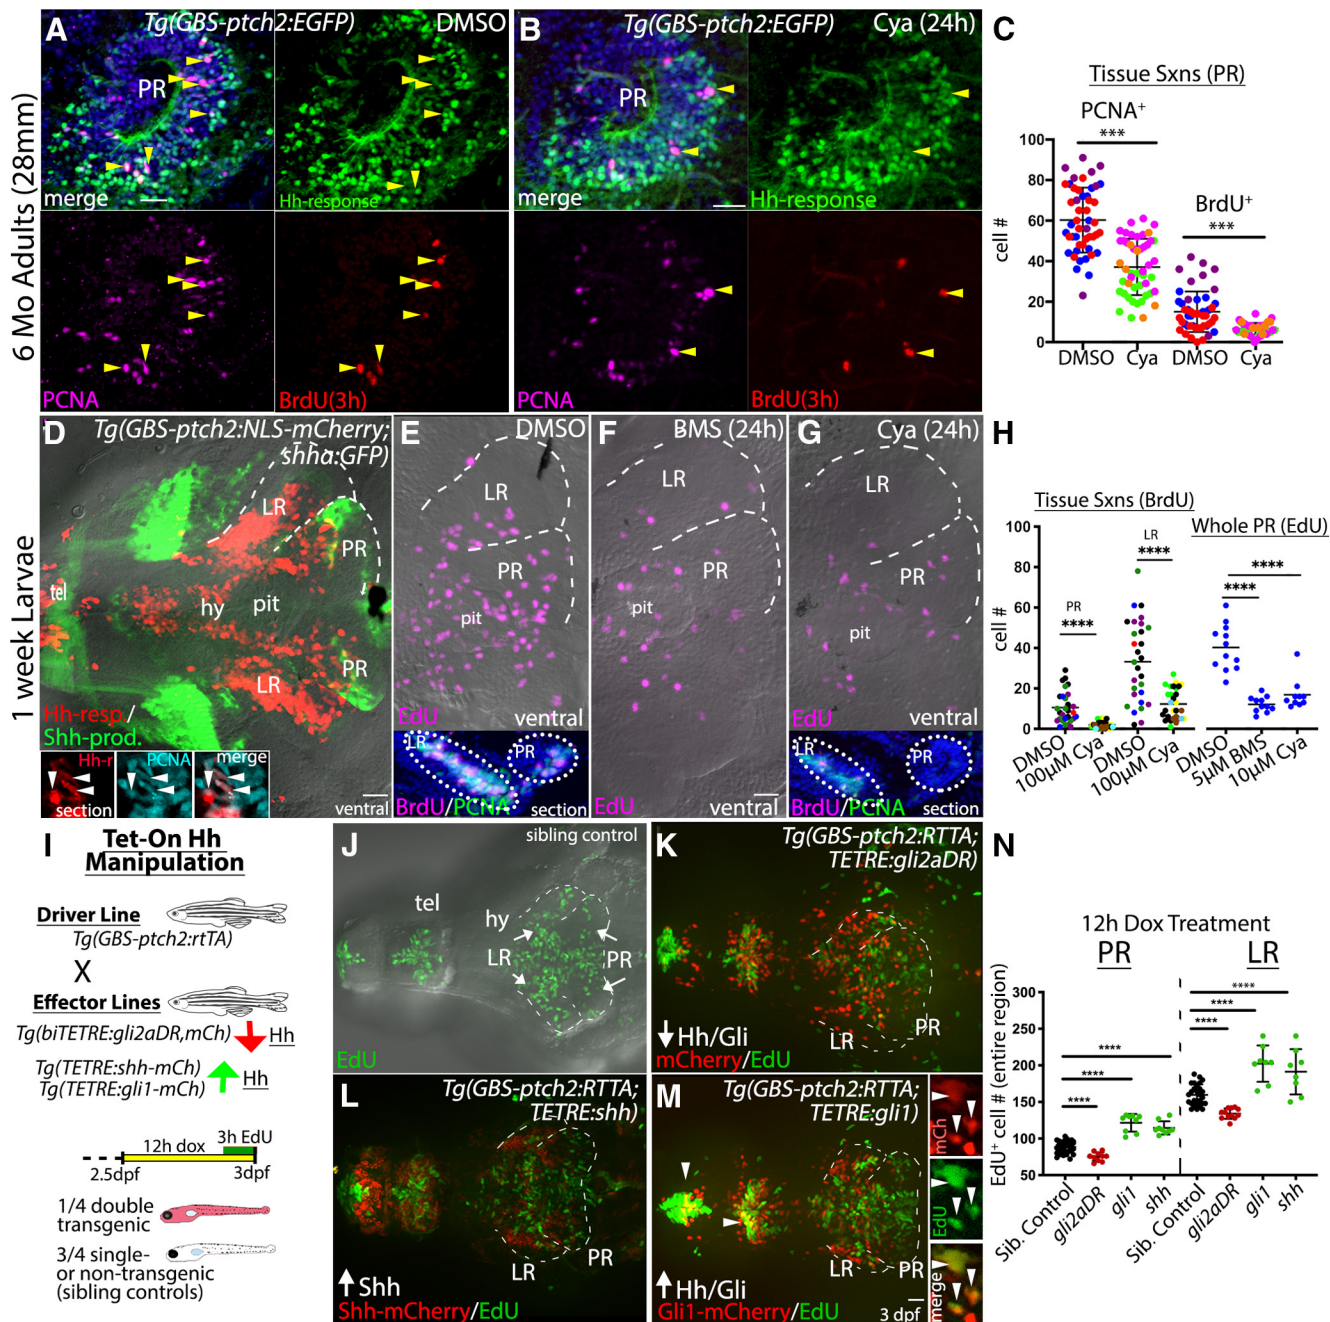 6 Mo Adults (28mm)
A
Tg(GBS-ptch2:EGFP)
DMSO
PR
merge
Hh-response
PCNA
BrdU(3h)
B
Tg(GBS-ptch2:EGFP)
Cya (24h)
PR
merge
Hh-response
PCNA
BrdU(3h)
C
Tissue Sxns (PR)
PCNA+
***
BrdU+
***
cell #
100
80
60
40
20
0
DMSO
Cya
DMSO
Cya
1 week Larvae
D
Tg(GBS-ptch2:NLS-mCherry;
shha:GFP)
LR
PR
tel
hy
pit
LR
PR
Hh-resp./
Shh-prod.
Hh-r
PCNA
merge
section
ventral
E
DMSO
LR
PR
pit
EdU
ventral
LR
PR
BrdU/PCNA
section
F
BMS (24h)
LR
PR
pit
EdU
ventral
G
Cya (24h)
LR
PR
pit
EdU
ventral
LR
PR
BrdU/PCNA
section
H
Tissue Sxns (BrdU)
Whole PR (EdU)
LR
****
PR
****
****
****
cell #
100
80
60
40
20
0
DMSO
100µM Cya
DMSO
100µM Cya
DMSO
5µM BMS
10µM Cya
I
Tet-On Hh
Manipulation
Driver Line
Tg(GBS-ptch2:rtTA)
X
Effector Lines
Tg(biTETRE:gli2aDR,mCh)
Hh
Tg(TETRE:shh-mCh)
Tg(TETRE:gli1-mCh)
Hh
12h dox
3h EdU
2.5dpf
3dpf
1/4 double
transgenic
3/4 single-
or non-transgenic
(sibling controls)
J
sibling control
tel
hy
LR
PR
EdU
K
Tg(GBS-ptch2:RTTA;
TETRE:gli2aDR)
Hh/Gli
LR
PR
mCherry/EdU
L
Tg(GBS-ptch2:RTTA;
TETRE:shh)
LR
PR
Shh
Shh-mCherry/EdU
M
Tg(GBS-ptch2:RTTA;
TETRE:gli1)
LR
PR
Hh/Gli
Gli1-mCherry/EdU
3 dpf
mCh
EdU
merge
N
12h Dox Treatment
PR
LR
****
****
****
****
****
****
EdU+ cell # (entire region)
300
250
200
150
100
50
Sib. Control
gli2aDR
gli1
shh
Sib. Control
gli2aDR
gli1
shh